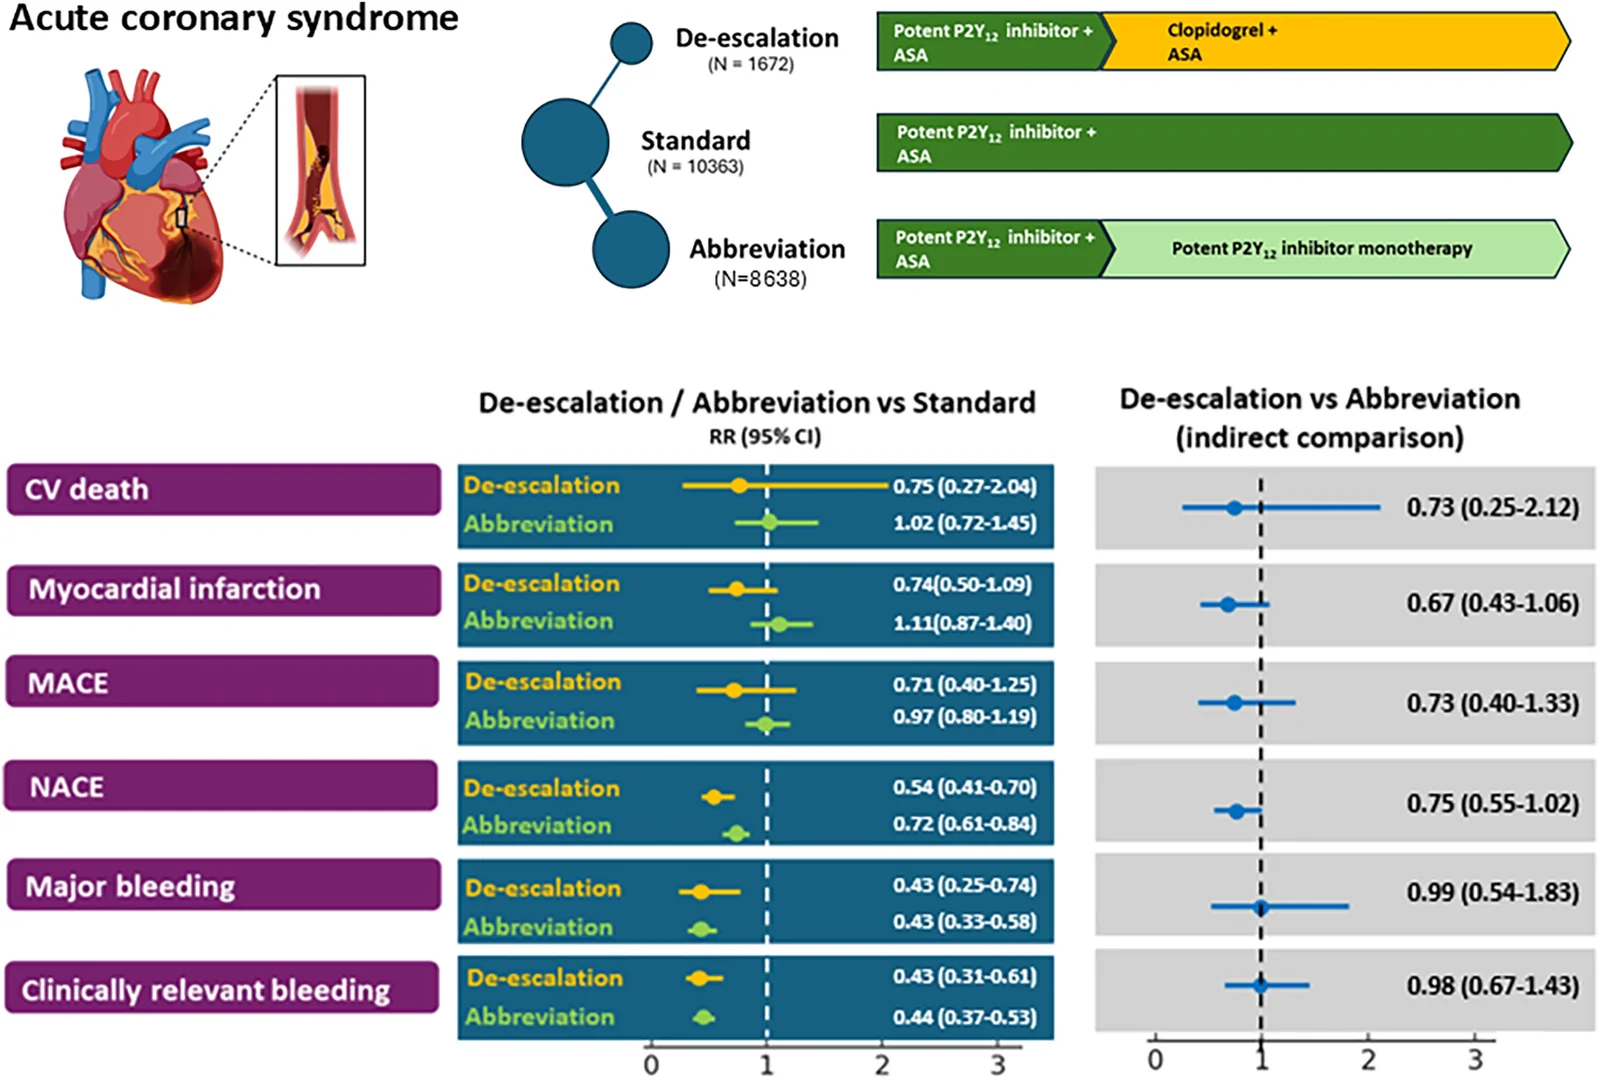 Acute coronary syndrome
De-escalation
(N = 1672)
Potent P2Y12 inhibitor +
ASA
Clopidogrel +
ASA
Standard
(N = 10363)
Potent P2Y12 inhibitor +
ASA
Abbreviation
(N=8638)
Potent P2Y12 inhibitor +
ASA
Potent P2Y12 inhibitor monotherapy
De-escalation / Abbreviation vs Standard
RR (95% CI)
De-escalation vs Abbreviation
(indirect comparison)
CV death
De-escalation 0.75 (0.27-2.04)
Abbreviation 1.02 (0.72-1.45)
0.73 (0.25-2.12)
Myocardial infarction
De-escalation 0.74(0.50-1.09)
Abbreviation 1.11(0.87-1.40)
0.67 (0.43-1.06)
MACE
De-escalation 0.71 (0.40-1.25)
Abbreviation 0.97 (0.80-1.19)
0.73 (0.40-1.33)
NACE
De-escalation 0.54 (0.41-0.70)
Abbreviation 0.72 (0.61-0.84)
0.75 (0.55-1.02)
Major bleeding
De-escalation 0.43 (0.25-0.74)
Abbreviation 0.43 (0.33-0.58)
0.99 (0.54-1.83)
Clinically relevant bleeding
De-escalation 0.43 (0.31-0.61)
Abbreviation 0.44 (0.37-0.53)
0.98 (0.67-1.43)
0 1 2 3
0 1 2 3